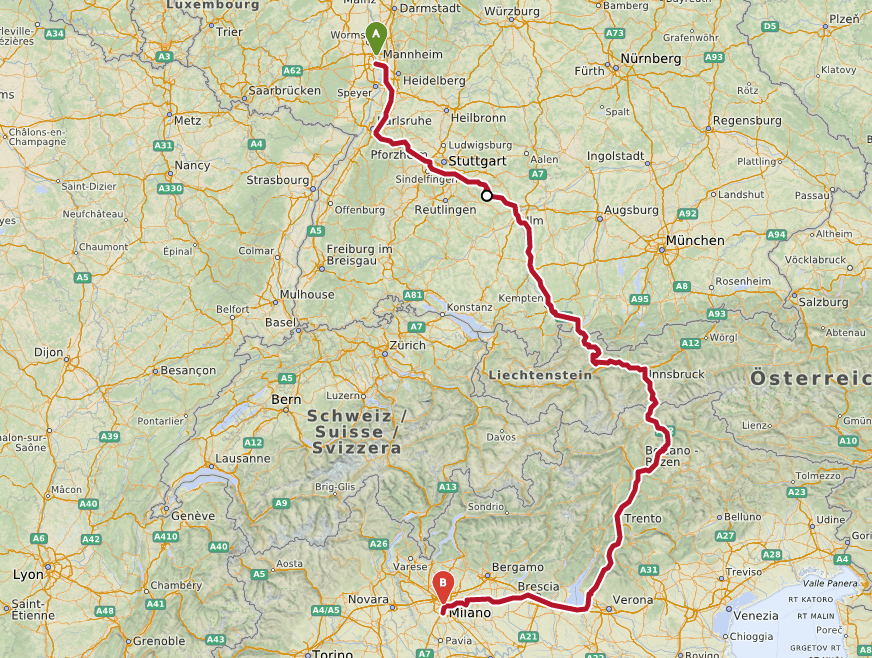 Luxembourg
Mainz
Darmstadt
Würzburg
Bamberg
Bayreuth
Plzeň
Trier
Worms
A
A34
A73
Grafenwöhr
D5
A3
Mannheim
Nürnberg
A93
A62
Fürth
Klatovy
Heidelberg
Saarbrücken
Speyer
Rötz
Metz
Karlsruhe
Heilbronn
Spalt
Regensburg
Châlons-en-
Champagne
A31
A4
Ludwigsburg
Pforzheim
Stuttgart
Aalen
Ingolstadt
Plattling
Nancy
A7
Strasbourg
Sindelfingen
Saint-Dizier
A330
Landshut
Passau
Neufchâteau
Offenburg
Reutlingen
Ulm
Augsburg
A92
A5
A94
Altheim
Chaumont
Épinal
Colmar
Freiburg im
Breisgau
München
Vöcklabruck
A5
Rosenheim
A8
Mulhouse
A81
Kempten
A95
Salzburg
Belfort
Konstanz
A93
Basel
A7
Abtenau
A12
Wörgl
Dijon
Zürich
Besançon
Liechtenstein
Innsbruck
A5
Österreic
Luzern
Bern
Pontarlier
Schweiz /
Suisse /
Svizzera
Lienz
A39
A12
Davos
A10
Lausanne
Bolzano -
Bozen
Tolmezzo
Brig-Glis
A13
Mâcon
A9
A23
A40
Sondrio
Genève
Trento
Belluno
Udine
A6
A42
A410
A40
A26
A27
A28
A4
Lyon
Aosta
Varese
Bergamo
A31
Treviso
A5
B
Chambéry
Brescia
Valle Panera
Saint-
Étienne
A48
A41
Novara
Verona
RT KATORO
A4/A5
Milano
Venezia
RT MALIN
Grenoble
A43
Pavia
A21
Chioggia
Poreč
GRGETOV RT
Torino
A7
A22
Rovigo
A8